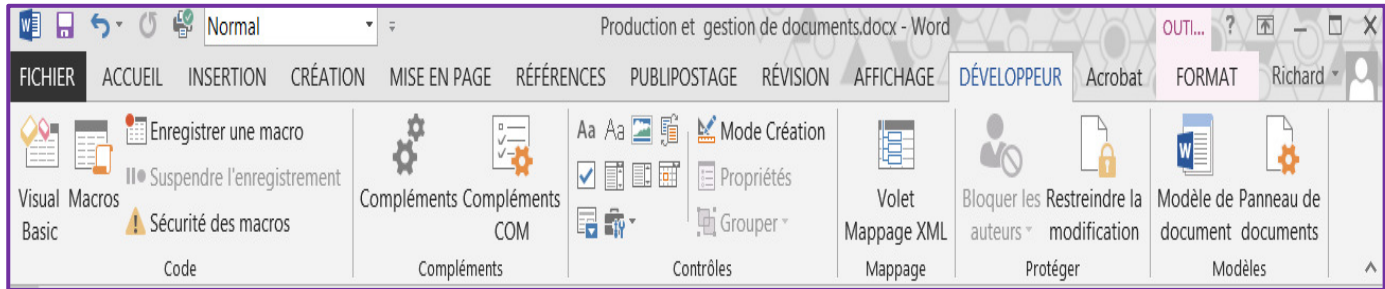 Normal Production et gestion de documents.docx - Word OUTI... ?
FICHIER ACCUEIL INSERTION CRÉATION MISE EN PAGE RÉFÉRENCES PUBLIPOSTAGE RÉVISION AFFICHAGE DÉVELOPPEUR Acrobat FORMAT Richard
Visual Basic
Macros
Enregistrer une macro
Suspendre l'enregistrement
Sécurité des macros
Code
Compléments
Compléments COM
Compléments
Aa Aa
Mode Création
Propriétés
Grouper
Contrôles
Volet
Mappage XML
Mappage
Bloquer les
auteurs
Restreindre la
modification
Protéger
Modèle de
document
Panneau de
documents
Modèles